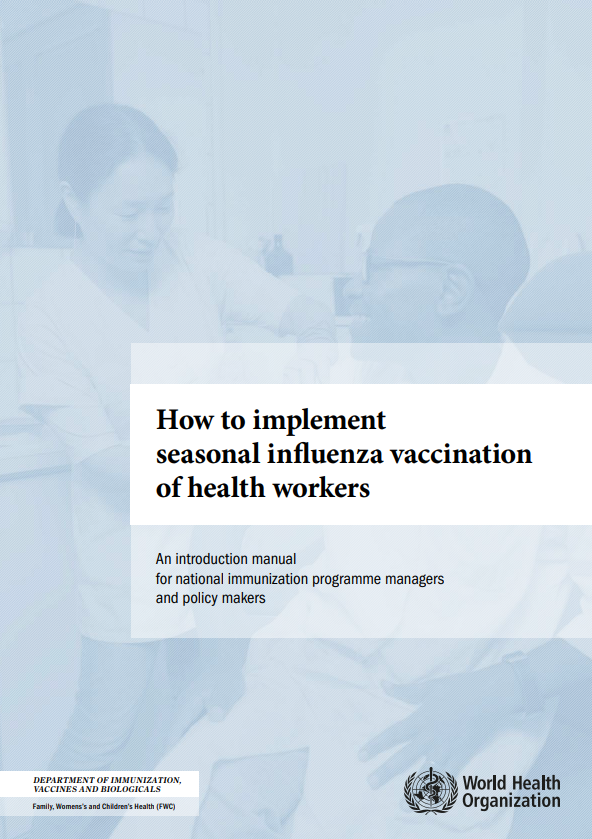 How to implement
seasonal influenza vaccination
of health workers
An introduction manual
for national immunization programme managers
and policy makers
DEPARTMENT OF IMMUNIZATION,
VACCINES AND BIOLOGICALS
Family, Womens's and Children's Health (FWC)
World Health
Organization